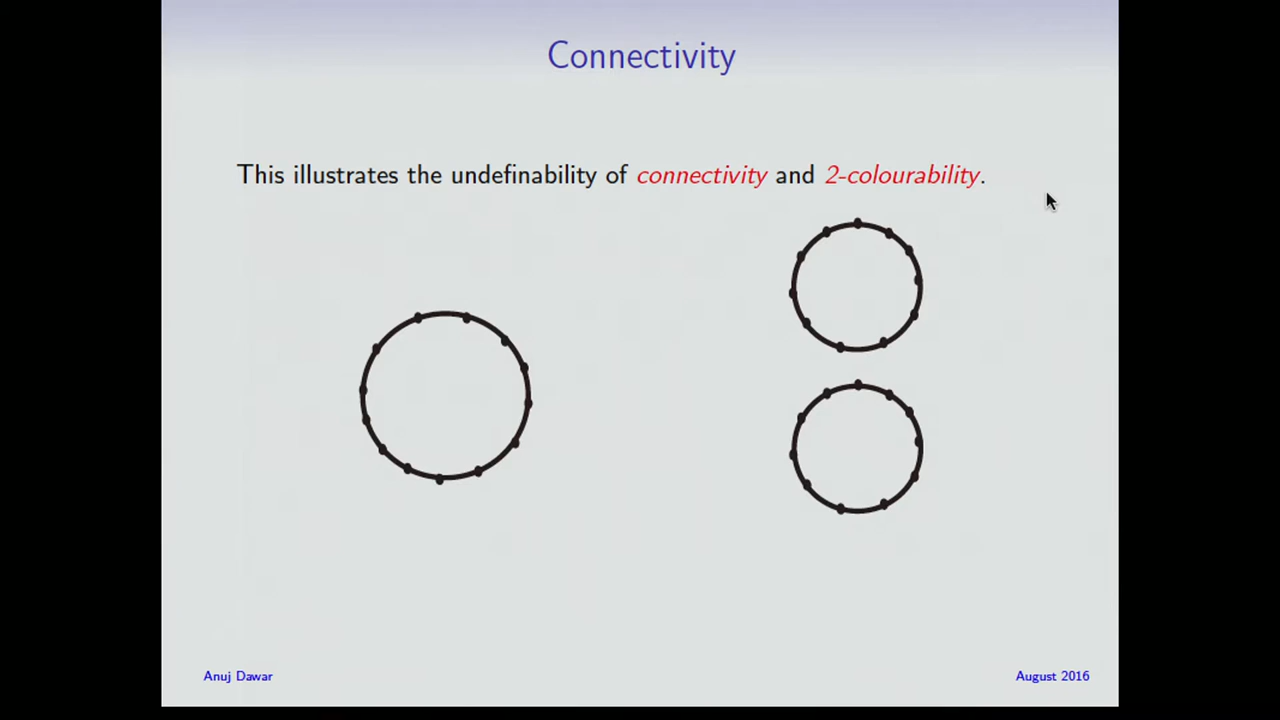 Connectivity
This illustrates the undefinability of connectivity and 2-colourability.
Anuj Dawar
August 2016